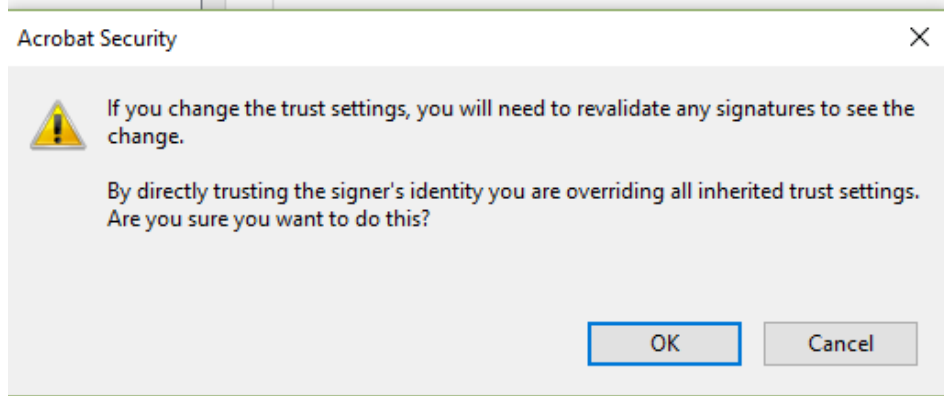 Acrobat Security
If you change the trust settings, you will need to revalidate any signatures to see the
change.
By directly trusting the signer's identity you are overriding all inherited trust settings.
Are you sure you want to do this?
OK
Cancel